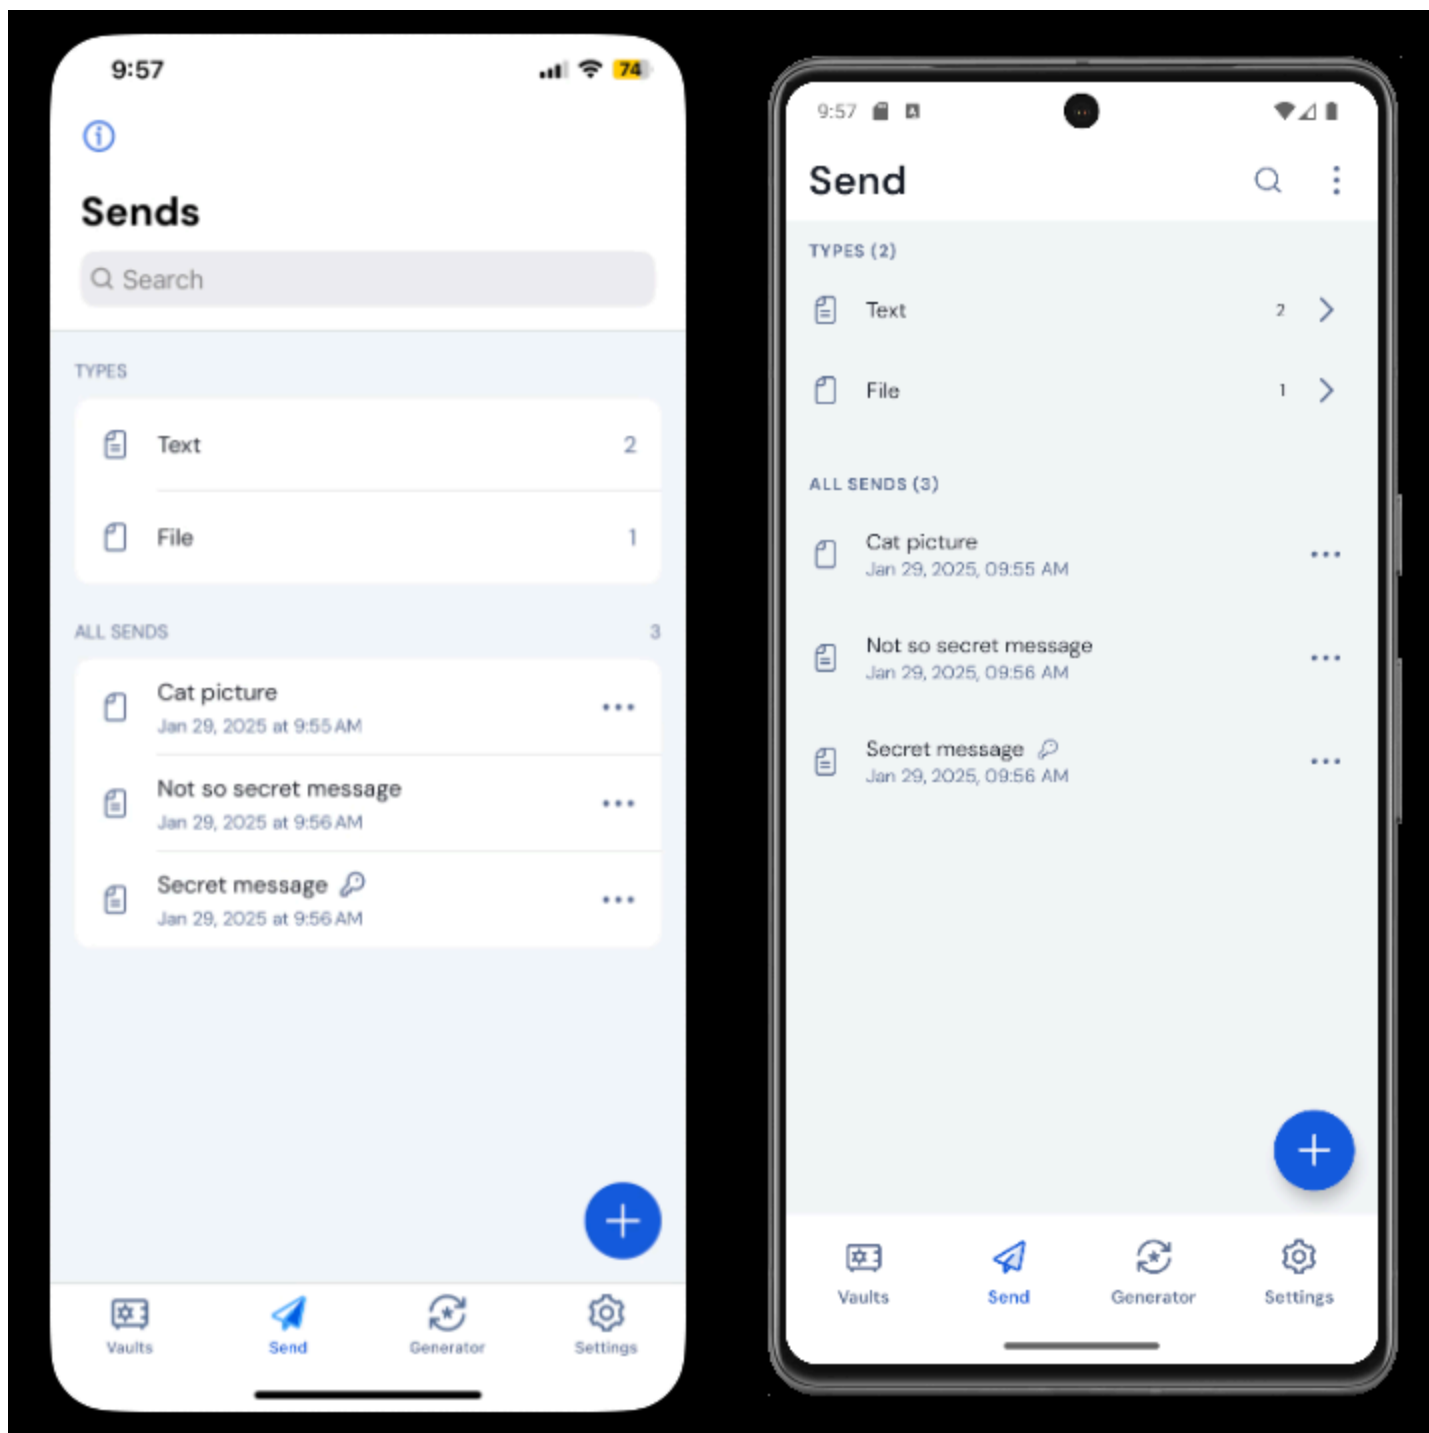 9:57
74
Sends
Search
TYPES
Text 2
File 1
ALL SENDS 3
Cat picture
Jan 29, 2025 at 9:55 AM
Not so secret message
Jan 29, 2025 at 9:56 AM
Secret message
Jan 29, 2025 at 9:56 AM
Vaults Send Generator Settings
9:57
Send
TYPES (2)
Text 2
File 1
ALL SENDS (3)
Cat picture
Jan 29, 2025, 09:55 AM
Not so secret message
Jan 29, 2025, 09:56 AM
Secret message
Jan 29, 2025, 09:56 AM
Vaults Send Generator Settings